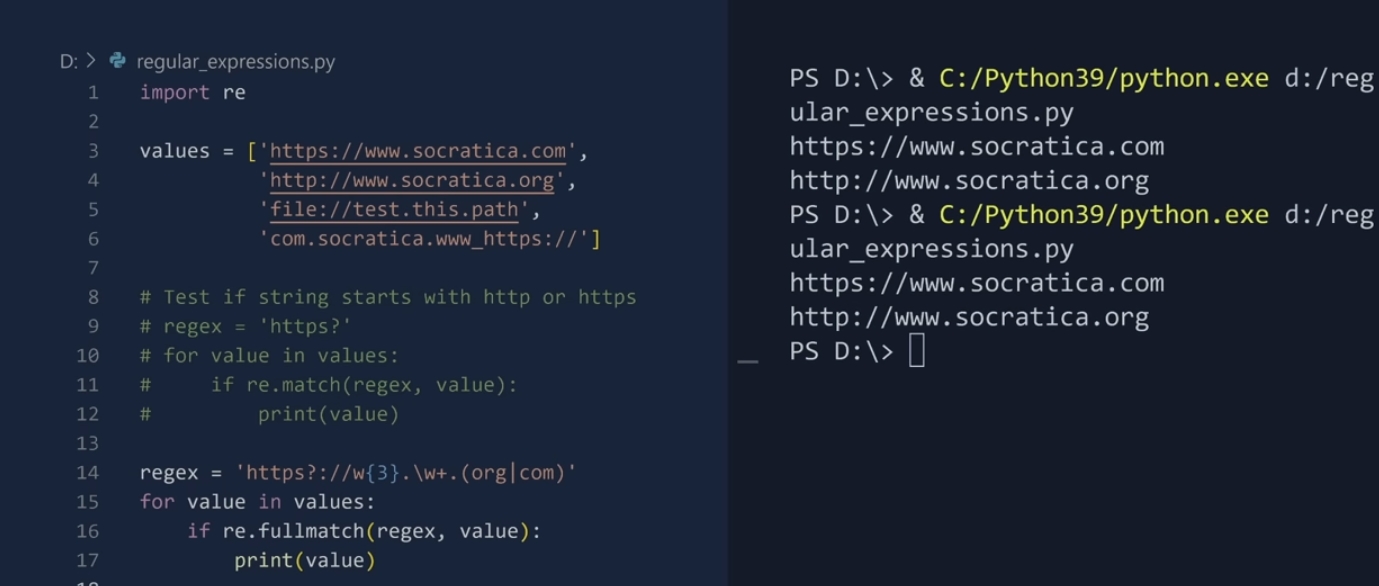 D: > regular_expressions.py
1 import re
2
3 values = ['https://www.socratica.com',
4 'http://www.socratica.org',
5 'file://test.this.path',
6 'com.socratica.www_https://']
7
8 # Test if string starts with http or https
9 # regex = 'https?'
10 # for value in values:
11 #     if re.match(regex, value):
12 #         print(value)
13
14 regex = 'https?://w{3}.\w+.(org|com)'
15 for value in values:
16     if re.fullmatch(regex, value):
17         print(value)
PS D:\> & C:/Python39/python.exe d:/reg
ular_expressions.py
https://www.socratica.com
http://www.socratica.org
PS D:\> & C:/Python39/python.exe d:/reg
ular_expressions.py
https://www.socratica.com
http://www.socratica.org
PS D:\>